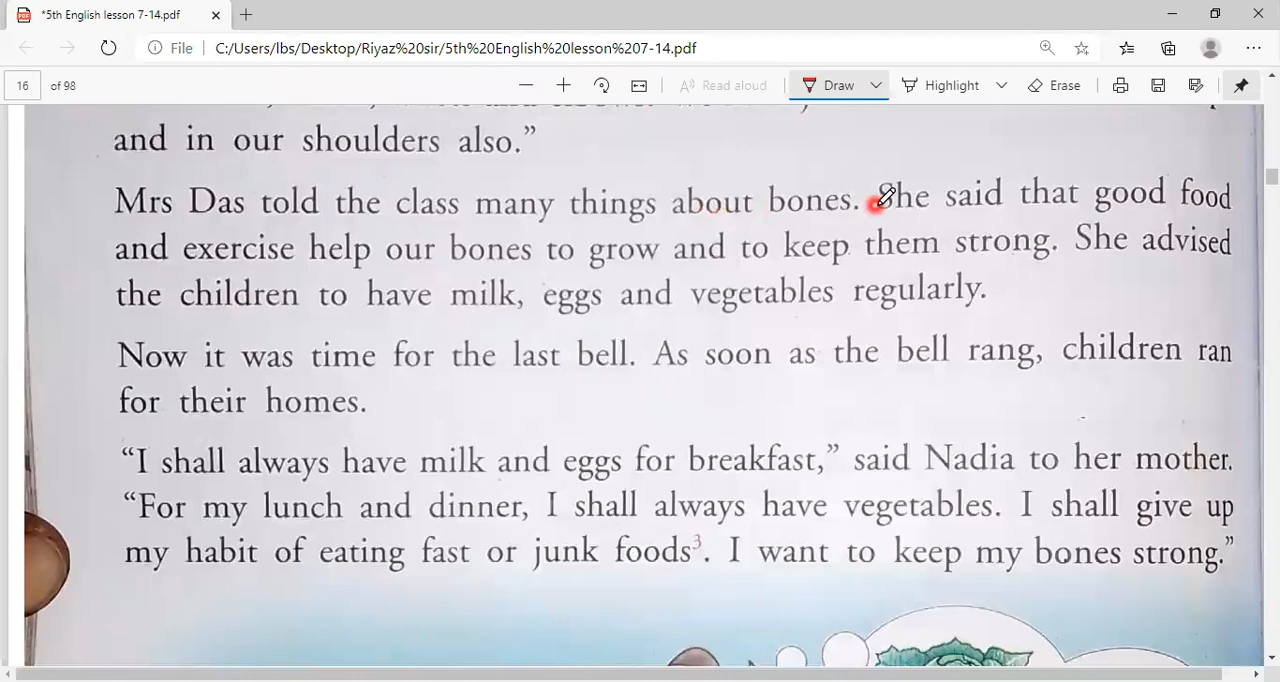 *5th English lesson 7-14.pdf
File C:/Users/lbs/Desktop/Riyaz%20sir/5th%20English%20lesson%207-14.pdf
16 of 98 Read aloud Draw Highlight Erase
and in our shoulders also.”
Mrs Das told the class many things about bones. She said that good food
and exercise help our bones to grow and to keep them strong. She advised
the children to have milk, eggs and vegetables regularly.
Now it was time for the last bell. As soon as the bell rang, children ran
for their homes.
“I shall always have milk and eggs for breakfast,” said Nadia to her mother.
“For my lunch and dinner, I shall always have vegetables. I shall give up
my habit of eating fast or junk foods³. I want to keep my bones strong.”